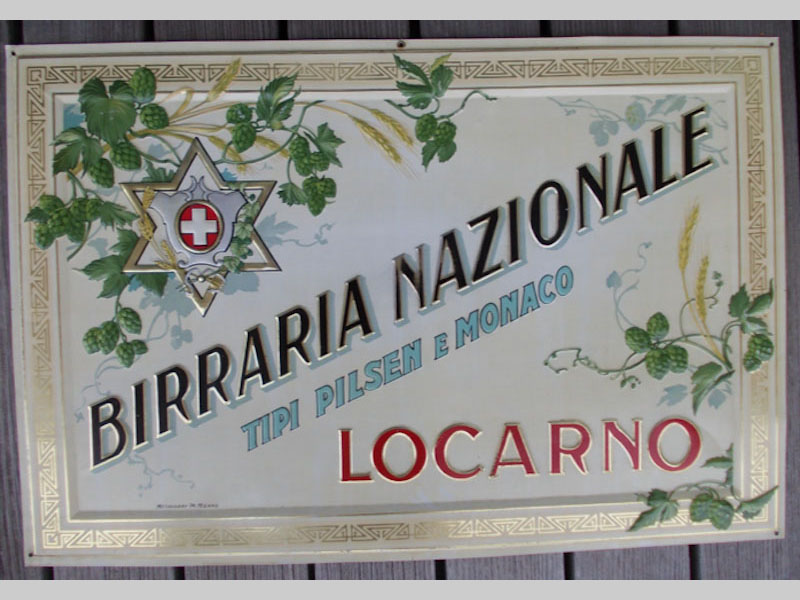 BIRRARIA NAZIONALE
TIPI PILSEN E MONACO
LOCARNO